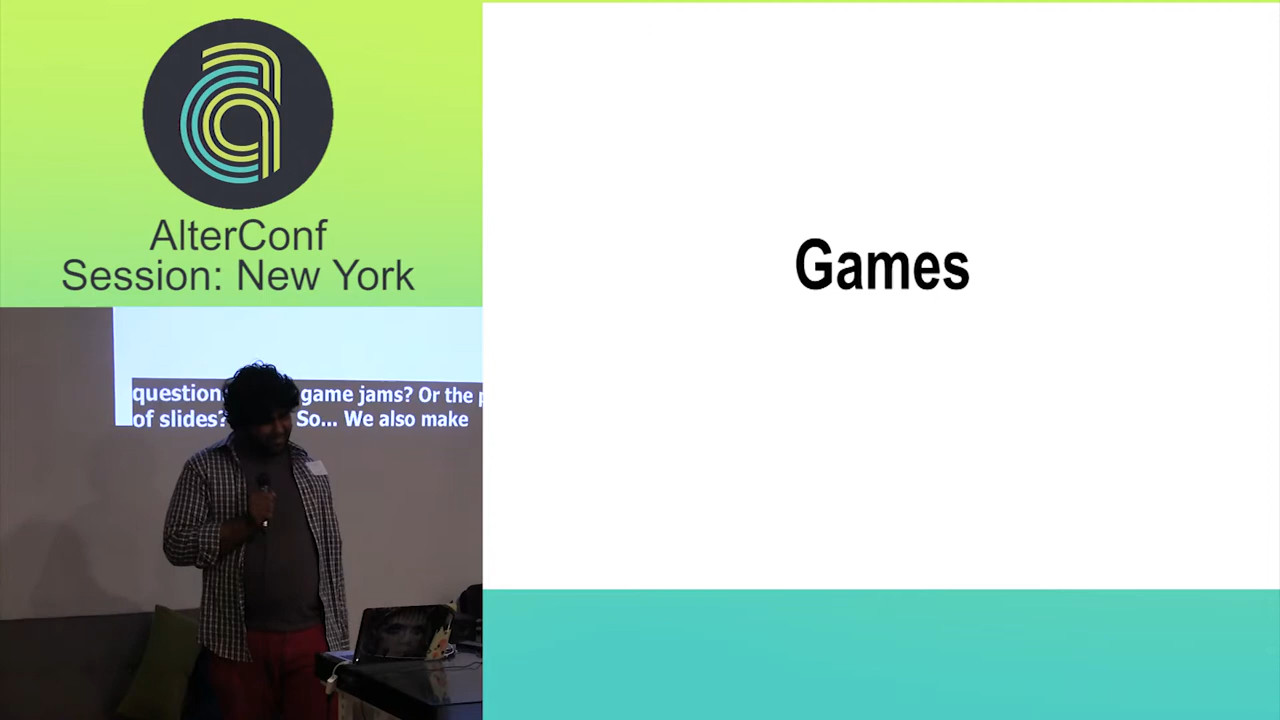 AlterConf
Session: New York
Games
question game jams? Or the
of slides? So... We also make